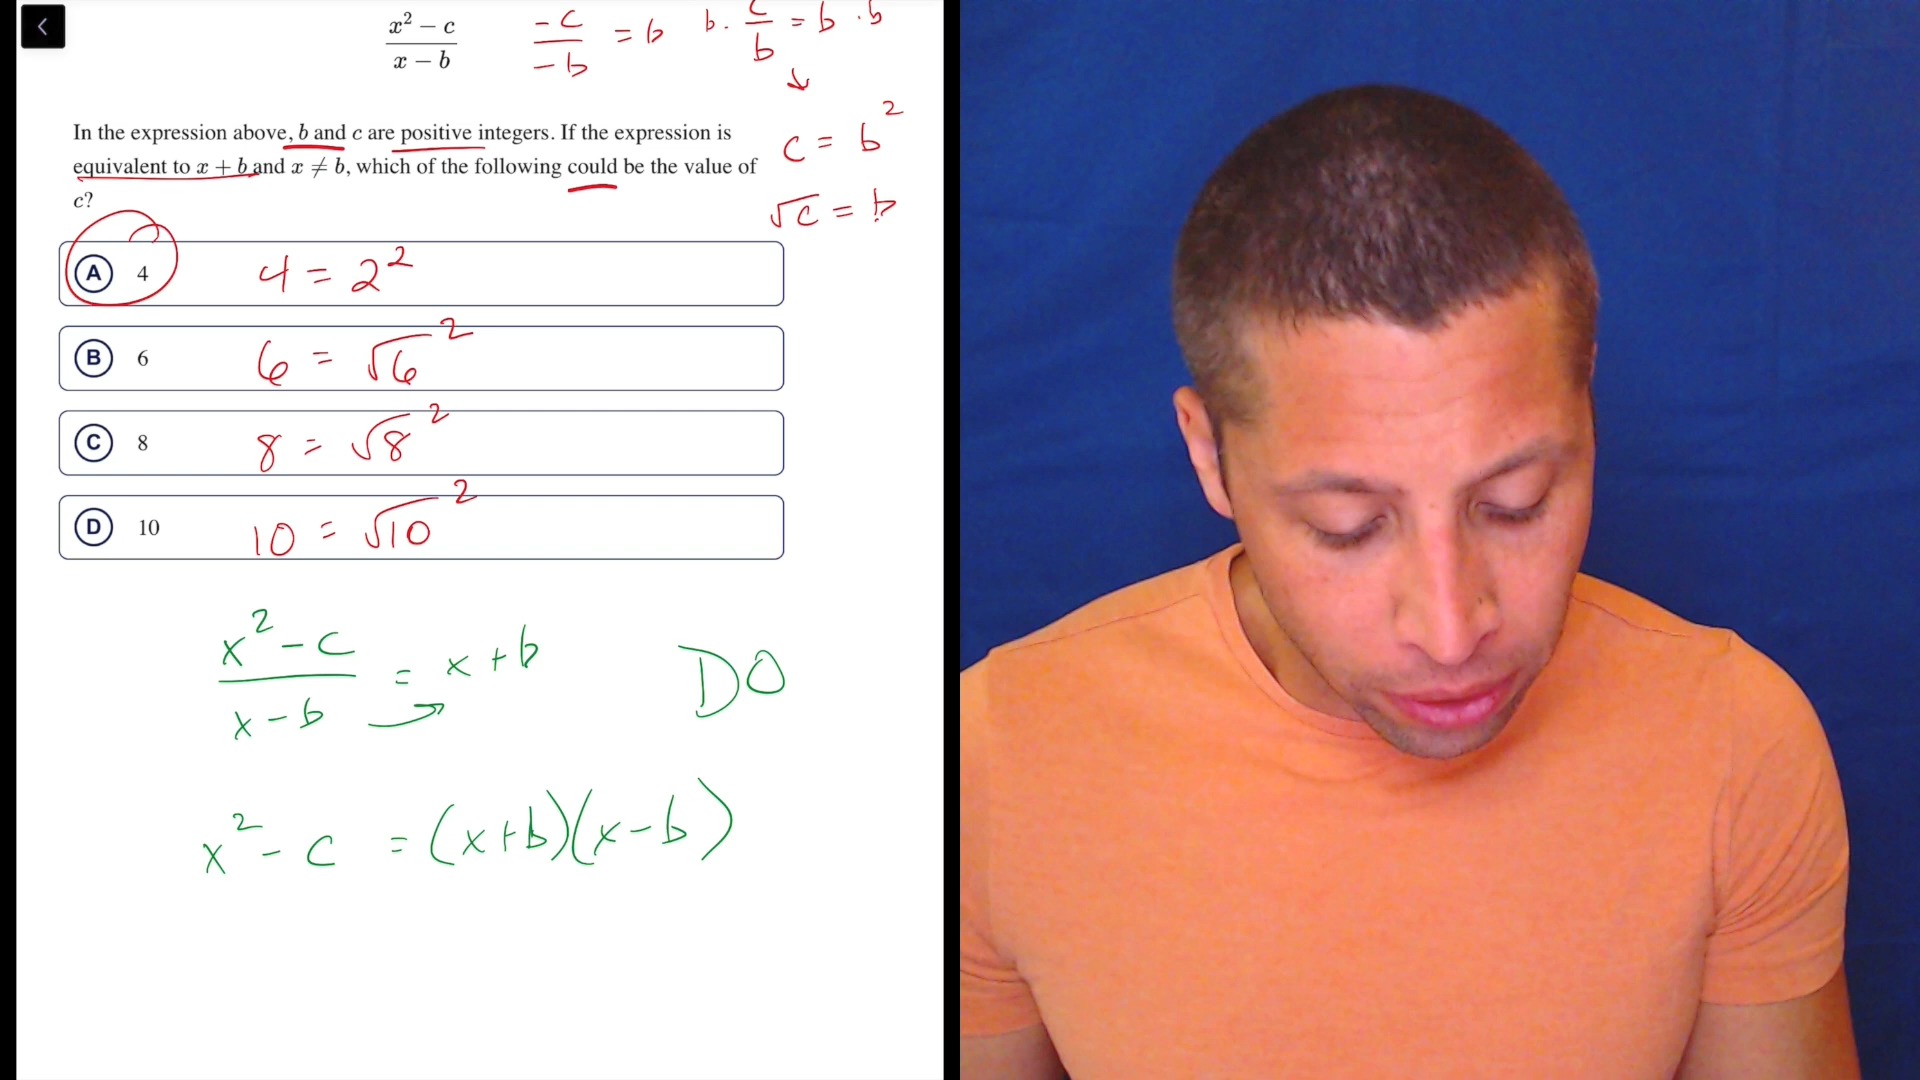 x² − c
x − b
-c
-b
= b
b · c
b
= b · b
c = b²
√c = b
In the expression above, b and c are positive integers. If the expression is
equivalent to x + b and x ≠ b, which of the following could be the value of
c?
A 4 4 = 2²
B 6 6 = √6²
C 8 8 = √8²
D 10 10 = √10²
x² - c
x - b
= x + b
DO
x² - c = (x+b)(x-b)